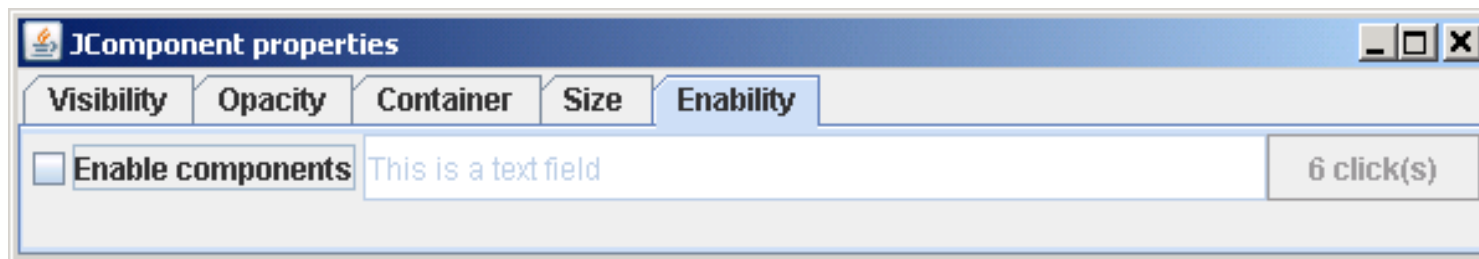 JComponent properties
Visibility Opacity Container Size Enability
Enable components This is a text field 6 click(s)